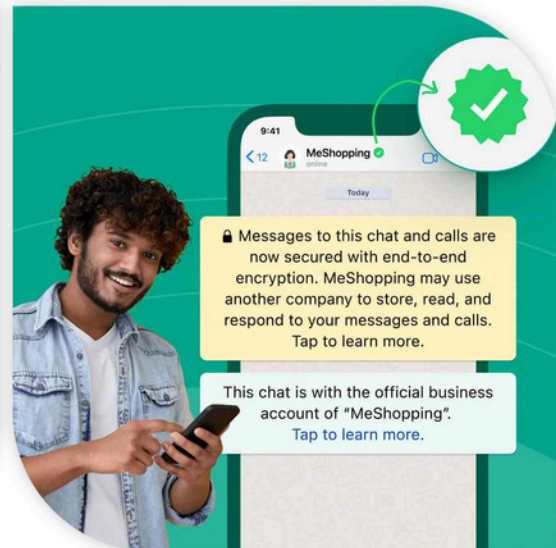 9:41
12
MeShopping
online
Today
Messages to this chat and calls are
now secured with end-to-end
encryption. MeShopping may use
another company to store, read, and
respond to your messages and calls.
Tap to learn more.
This chat is with the official business
account of “MeShopping”.
Tap to learn more.